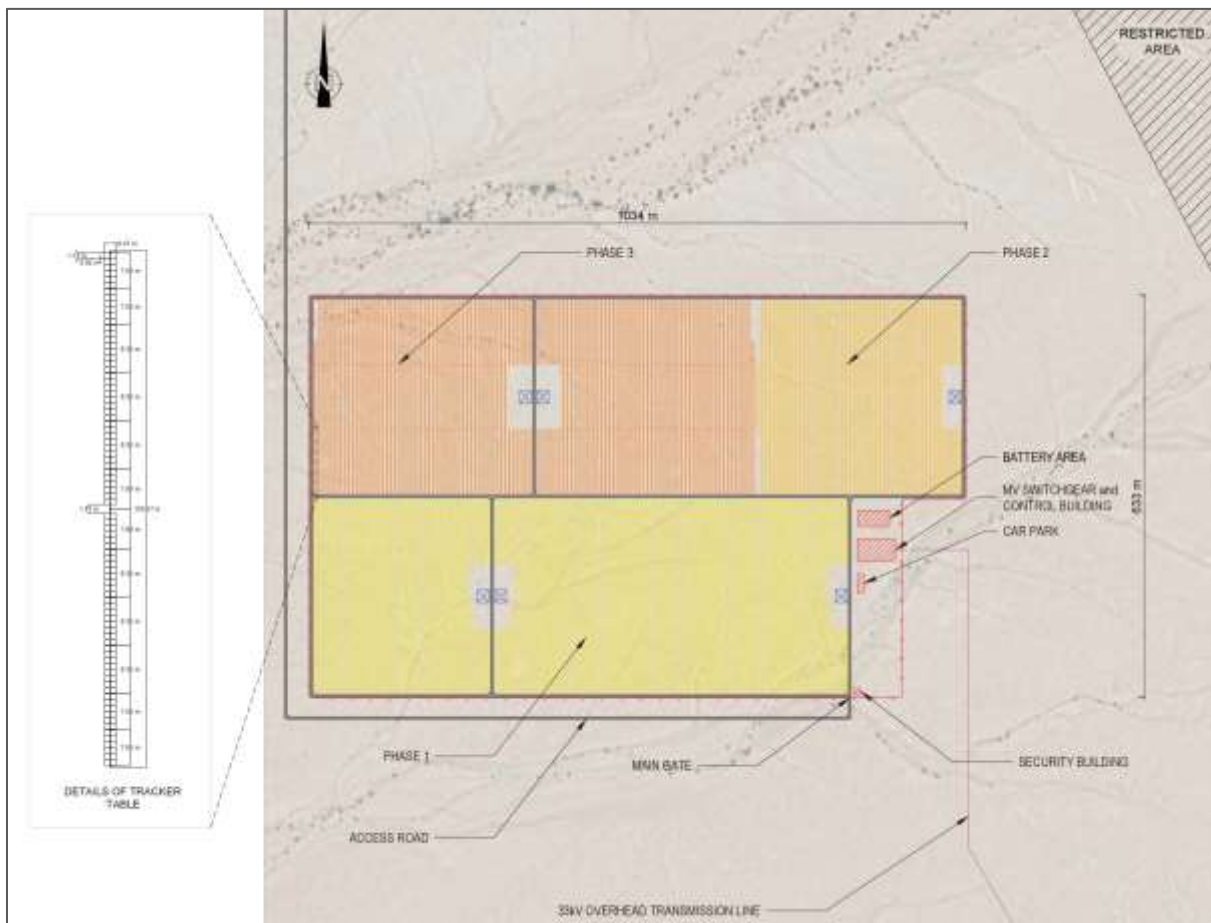 RESTRICTED
AREA
N
1034 m
PHASE 3
PHASE 2
BATTERY AREA
MV SWITCHGEAR and
CONTROL BUILDING
CAR PARK
633 m
PHASE 1
MAIN GATE
SECURITY BUILDING
DETAILS OF TRACKER
TABLE
ACCESS ROAD
33kV OVERHEAD TRANSMISSION LINE